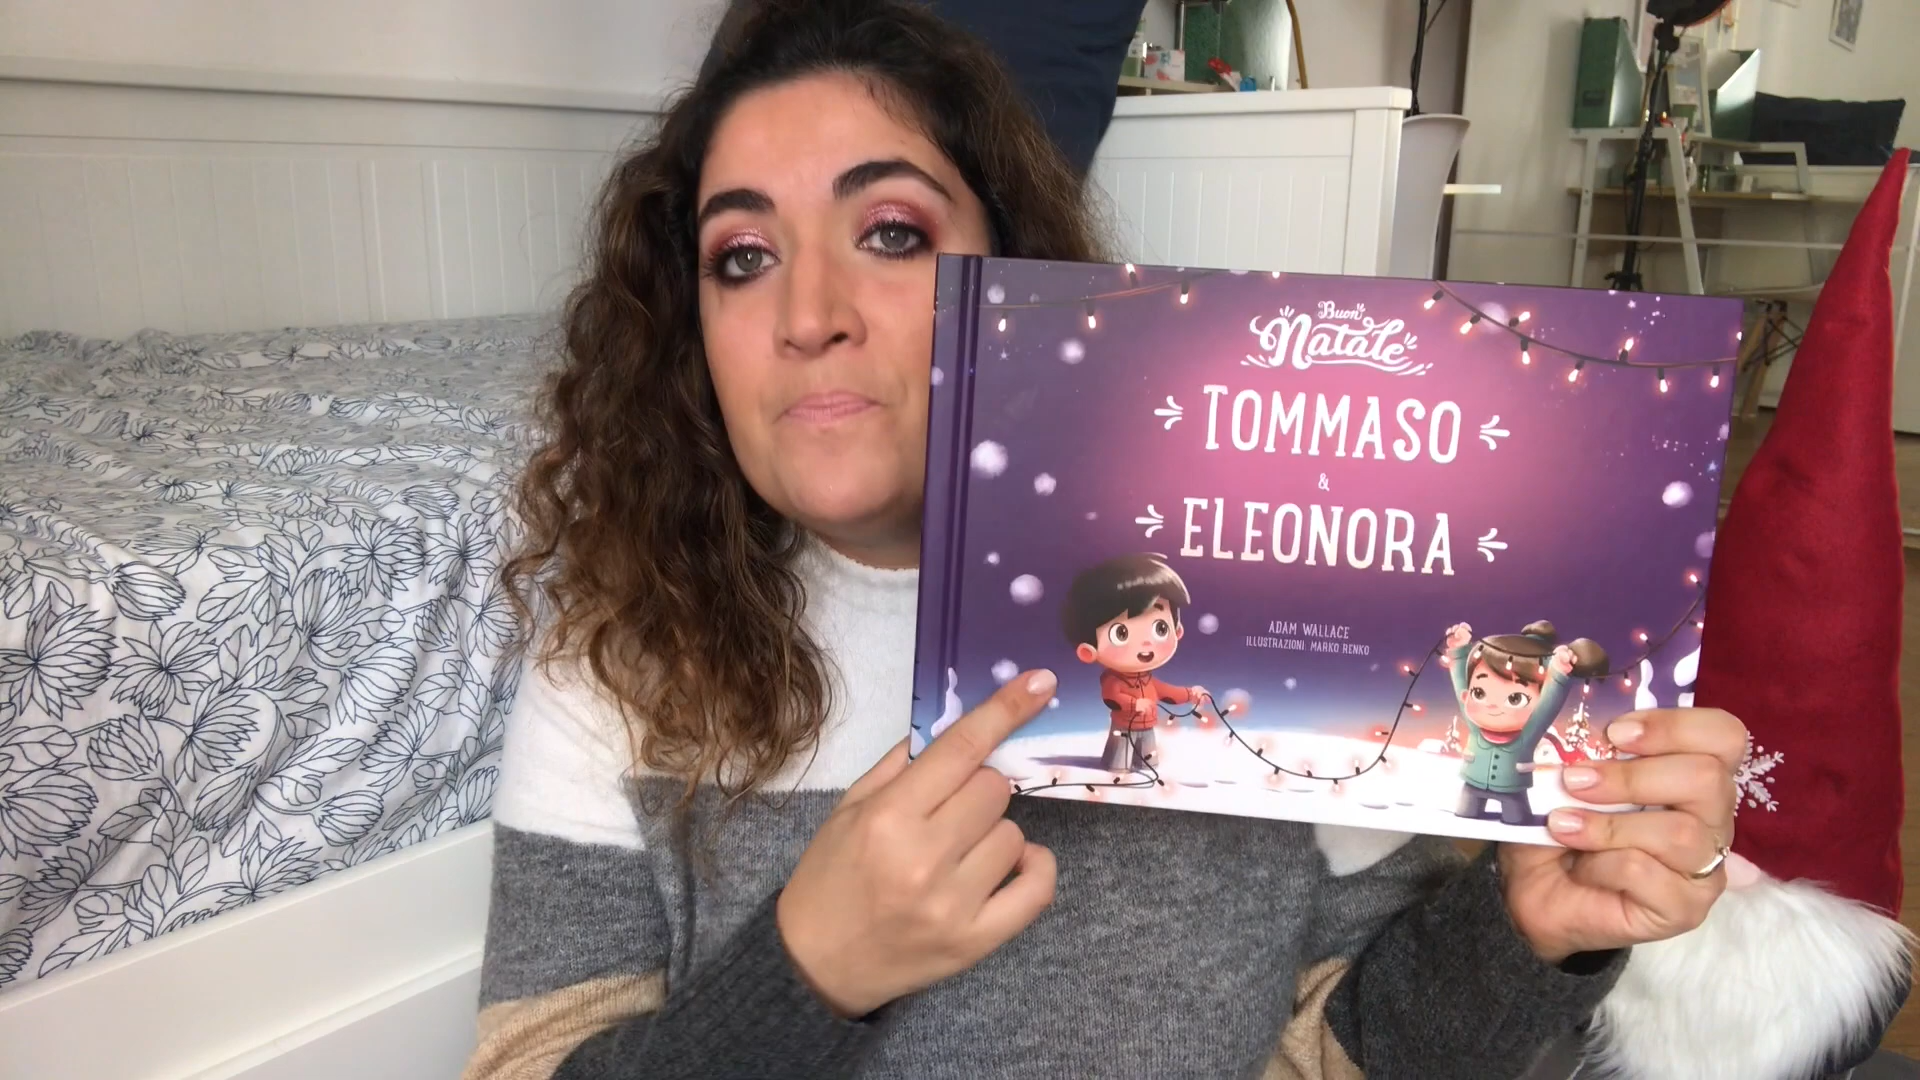 Buon
Natale
TOMMASO
&
ELEONORA
ADAM WALLACE
ILLUSTRAZIONI: MARKO RENKO